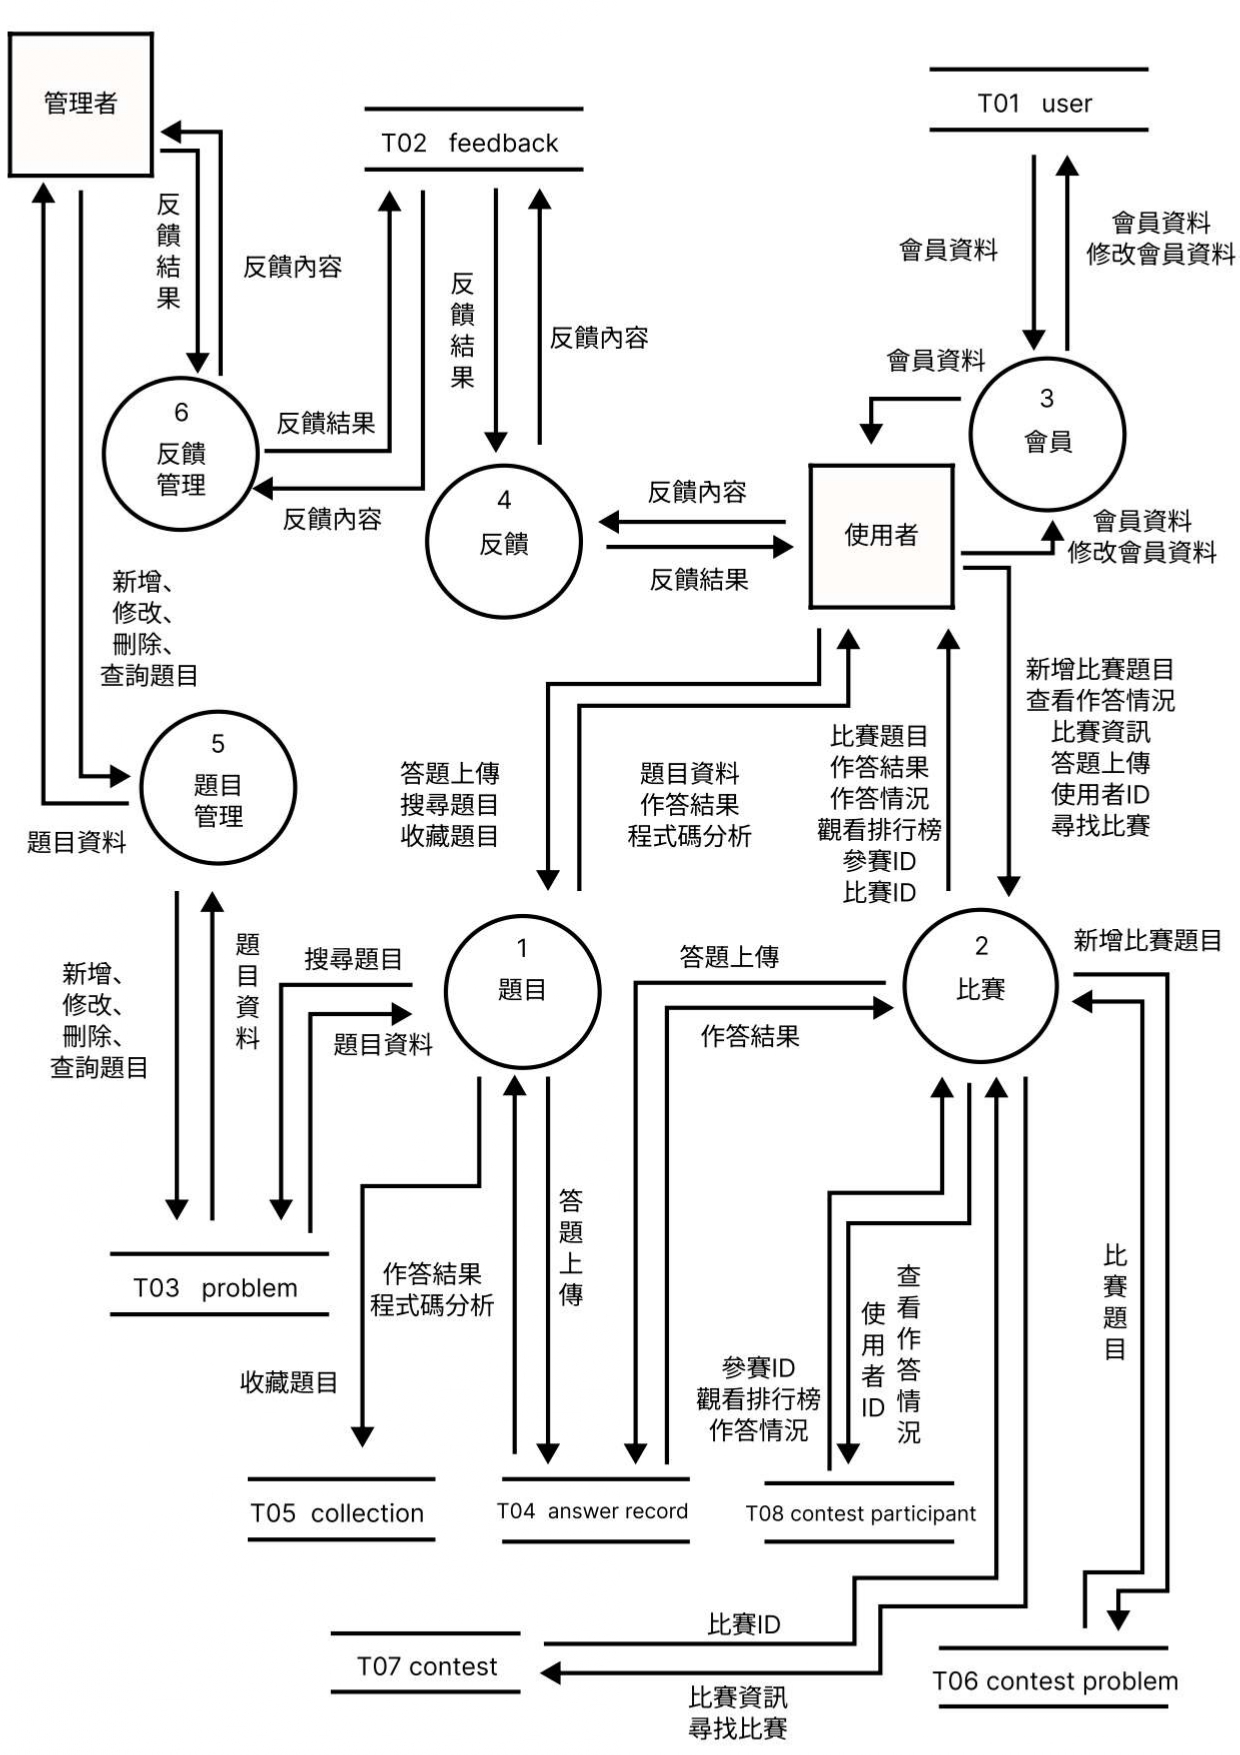 管理者
T01 user
T02 feedback
反饋結果
反饋內容
反饋結果
反饋內容
會員資料
會員資料
修改會員資料
會員資料
3
會員
6
反饋
管理
反饋結果
反饋內容
4
反饋
反饋內容
反饋結果
使用者
會員資料
修改會員資料
新增、
修改、
刪除、
查詢題目
5
題目
管理
題目資料
答題上傳
搜尋題目
收藏題目
題目資料
作答結果
程式碼分析
比賽題目
作答結果
作答情況
觀看排行榜
參賽ID
比賽ID
新增比賽題目
查看作答情況
比賽資訊
答題上傳
使用者ID
尋找比賽
新增、
修改、
刪除、
查詢題目
題目資料
搜尋題目
題目資料
1
題目
答題上傳
作答結果
2
比賽
新增比賽題目
T03 problem
作答結果
程式碼分析
收藏題目
答題上傳
參賽ID
觀看排行榜
作答情況
使用者ID
查看作答情況
比賽題目
T05 collection
T04 answer record
T08 contest participant
比賽ID
T07 contest
比賽資訊
尋找比賽
T06 contest problem